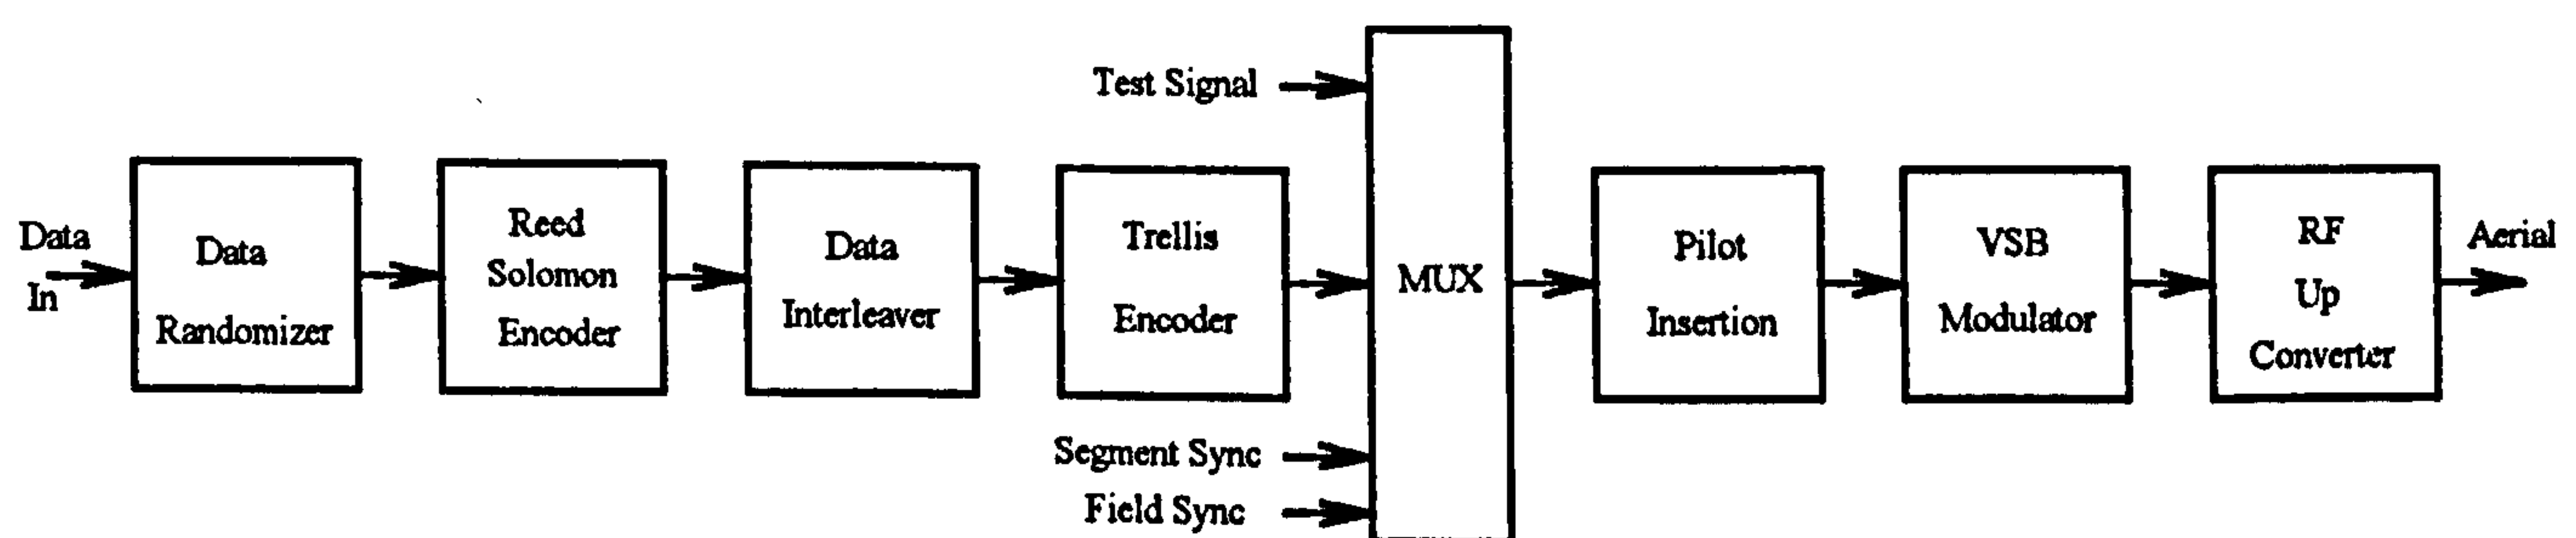 Data
In
Data
Randomizer
Reed
Solomon
Encoder
Data
Interleaver
Trellis
Encoder
Test Signal
Segment Sync
Field Sync
MUX
Pilot
Insertion
VSB
Modulator
RF
Up
Converter
Aerial